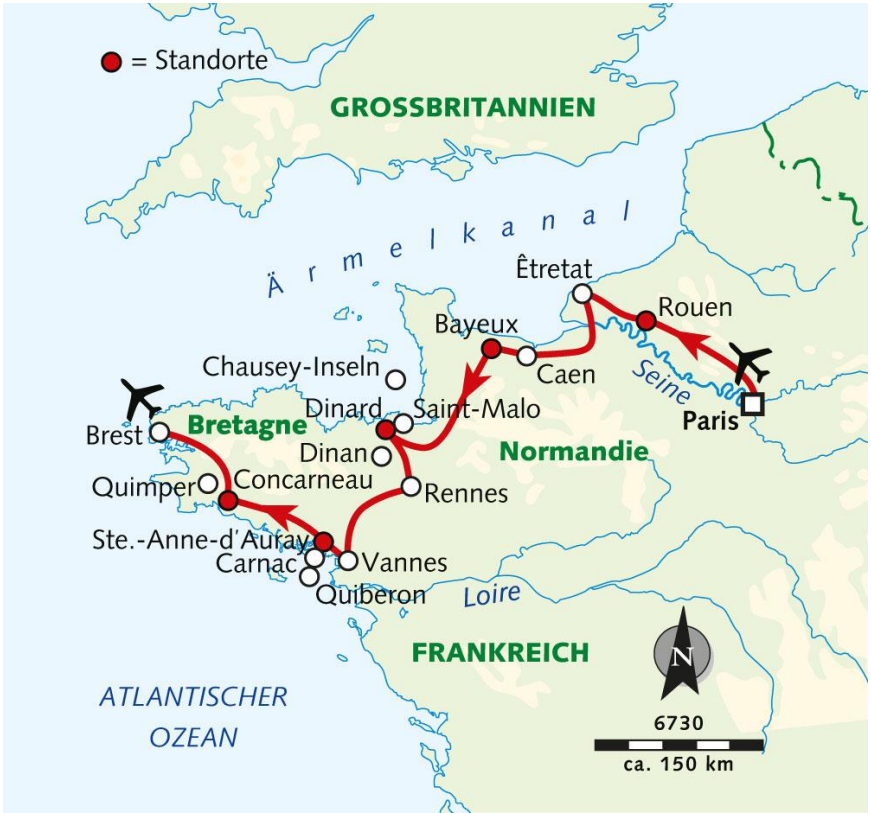 = Standorte
GROSSBRITANNIEN
Ärmelkanal
Êtretat
Rouen
Bayeux
Caen
Seine
Chausey-Inseln
Paris
Dinard
Saint-Malo
Bretagne
Brest
Normandie
Dinan
Quimper
Concarneau
Rennes
Ste.-Anne-d'Auray
Carnac
Vannes
Quiberon
Loire
FRANKREICH
N
ATLANTISCHER
OZEAN
6730
ca. 150 km